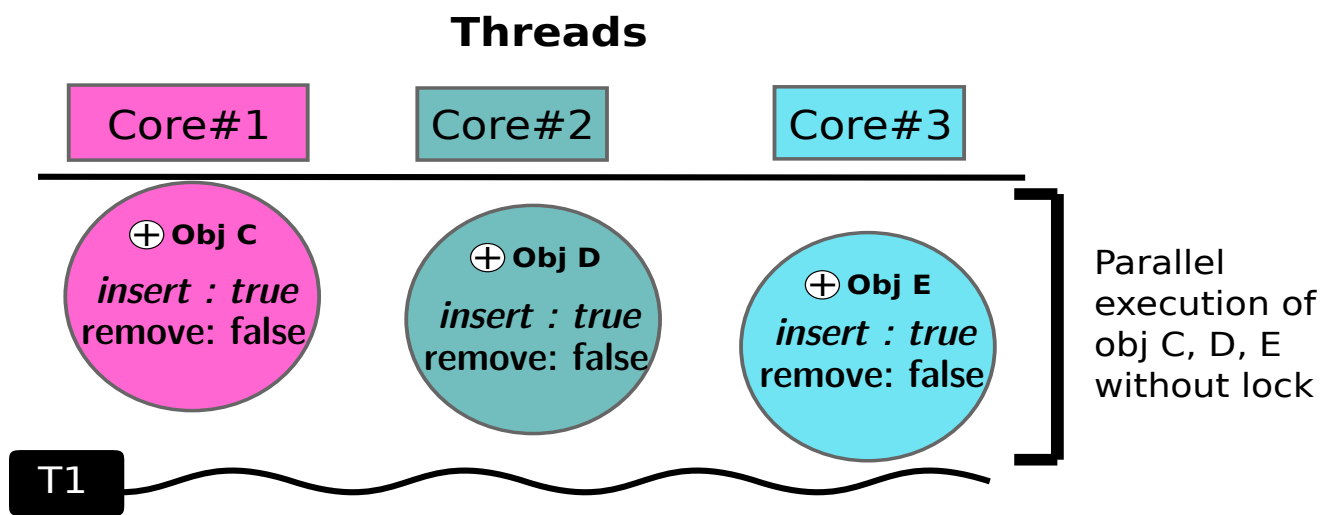 Threads
Core#1
Core#2
Core#3
⊕ Obj C
insert : true
remove: false
⊕ Obj D
insert : true
remove: false
⊕ Obj E
insert : true
remove: false
Parallel
execution of
obj C, D, E
without lock
T1